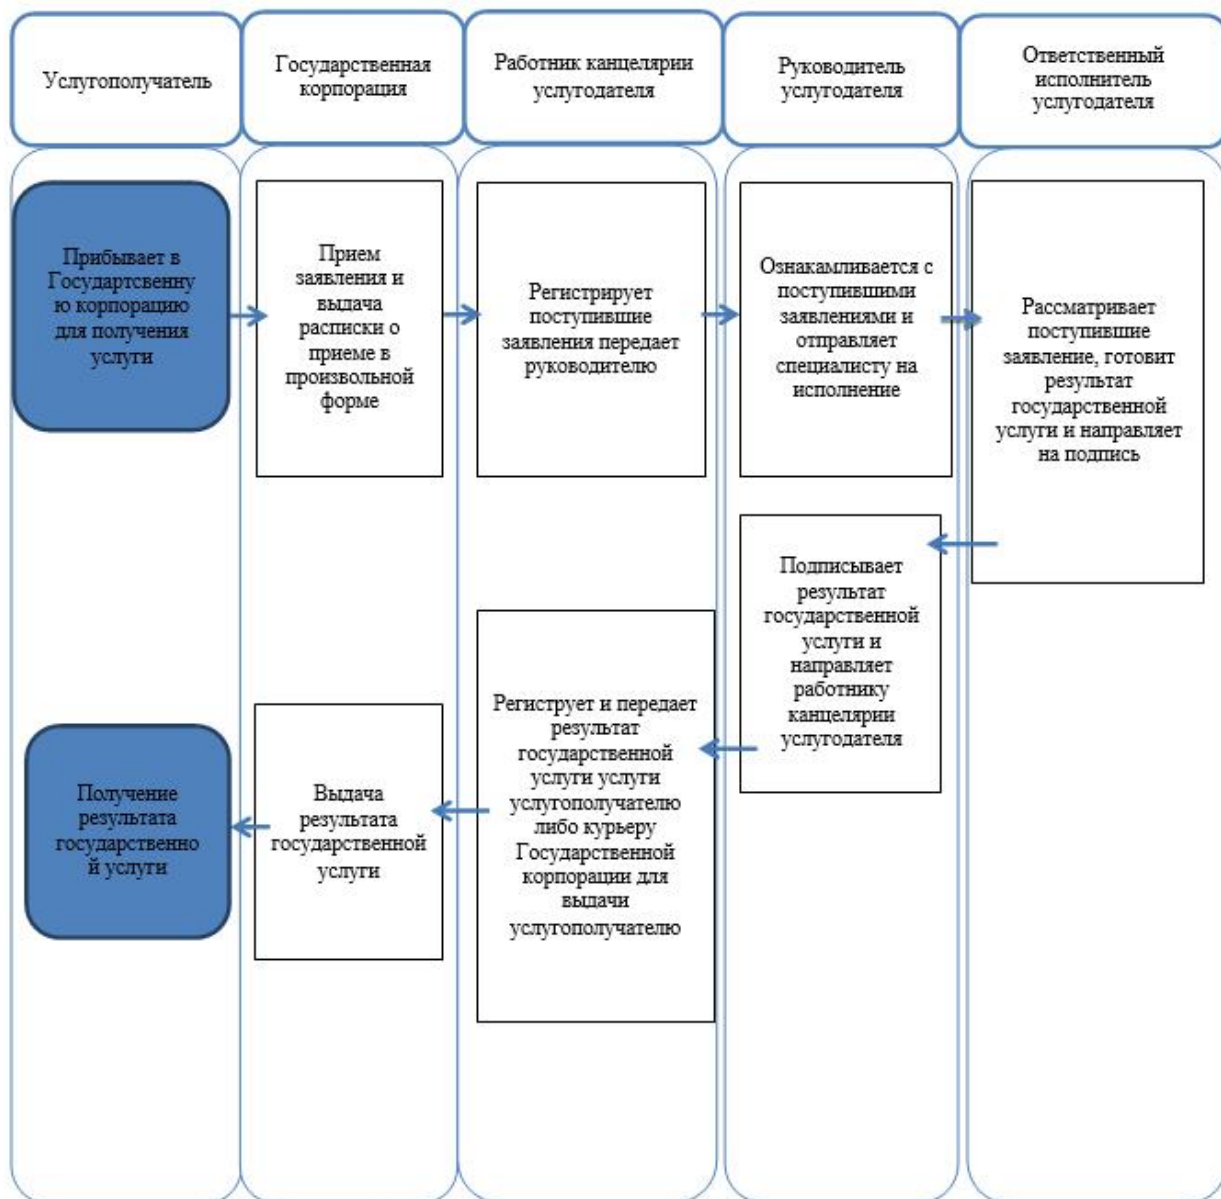 Услугополучатель
Государственная
корпорация
Работник канцелярии
услугодателя
Руководитель
услугодателя
Ответственный
исполнитель
услугодателя
Прибывает в
Государтсвенну
ю корпорацию
для получения
услуги
Прием
заявления и
выдача
расписки о
приеме в
произвольной
форме
Регистрирует
поступившие
заявления передает
руководителю
Ознакамливается с
поступившими
заявлениями и
отправляет
специалисту на
исполнение
Рассматривает
поступившие
заявление, готовит
результат
государственной
услуги и направляет
на подпись
Подписывает
результат
государственной
услуги и
направляет
работнику
канцелярии
услугодателя
Региструет и передает
результат
государственной
услуги услуги
услугополучателю
либо курьеру
Государственной
корпорации для
выдачи
услугополучателю
Выдача
результата
государственной
услуги
Получение
результата
государственно
й услуги